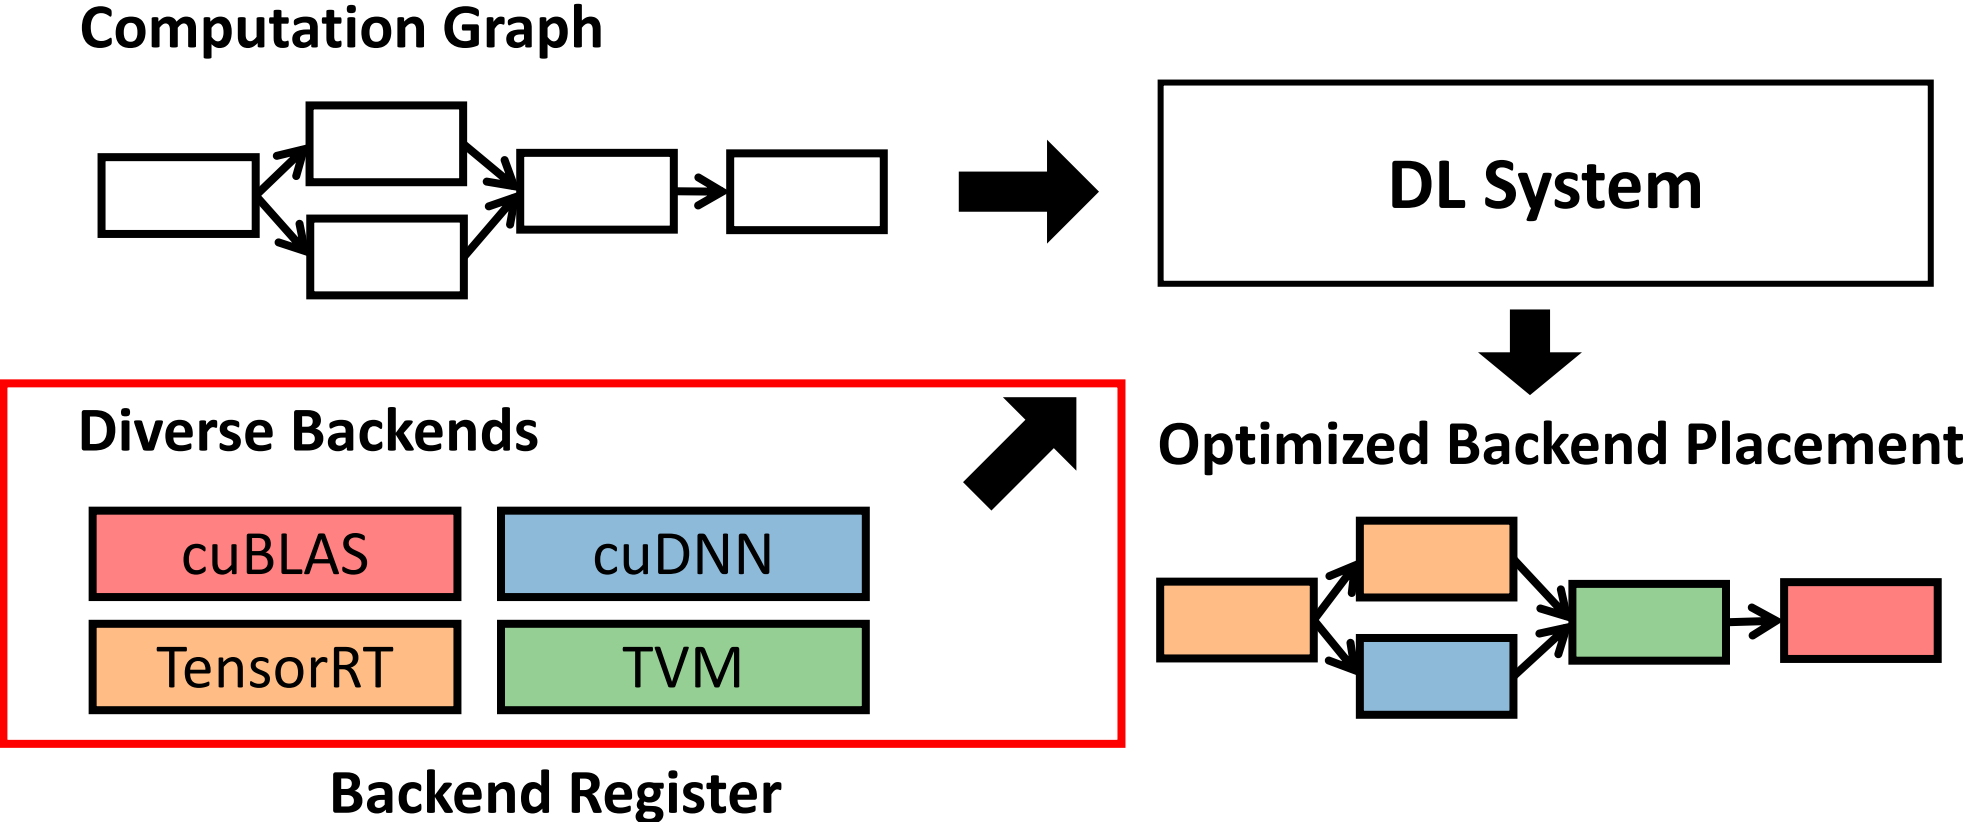 Computation Graph
DL System
Diverse Backends
cuBLAS
cuDNN
TensorRT
TVM
Backend Register
Optimized Backend Placement